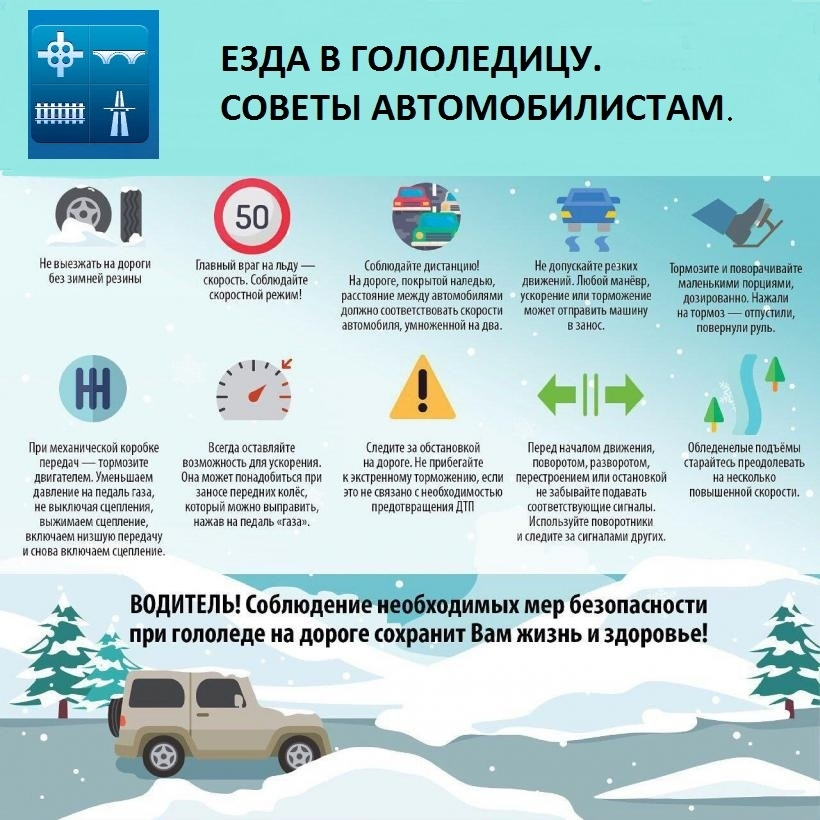 ЕЗДА В ГОЛОЛЕДИЦУ.
СОВЕТЫ АВТОМОБИЛИСТАМ.
Не выезжать на дороги
без зимней резины
50
Главный враг на льду —
скорость. Соблюдайте
скоростной режим!
Соблюдайте дистанцию!
На дороге, покрытой наледью,
расстояние между автомобилями
должно соответствовать скорости
автомобиля, умноженной на два.
Не допускайте резких
движений. Любой манёвр,
ускорение или торможение
может отправить машину
в занос.
Тормозите и поворачивайте
маленькими порциями,
дозированно. Нажали
на тормоз — отпустили,
повернули руль.
При механической коробке
передач — тормозите
двигателем. Уменьшаем
давление на педаль газа,
не выключая сцепления,
выжимаем сцепление,
включаем низшую передачу
и снова включаем сцепление.
Всегда оставляйте
возможность для ускорения.
Она может понадобиться при
заносе передних колёс,
который можно выправить,
нажав на педаль «газа».
Следите за обстановкой
на дороге. Не прибегайте
к экстренному торможению, если
это не связано с необходимостью
предотвращения ДТП
Перед началом движения,
поворотом, разворотом,
перестроением или остановкой
не забывайте подавать
соответствующие сигналы.
Используйте поворотники
и следите за сигналами других.
Обледенелые подъёмы
старайтесь преодолевать
на несколько
повышенной скорости.
ВОДИТЕЛЬ! Соблюдение необходимых мер безопасности
при гололеде на дороге сохранит Вам жизнь и здоровье!